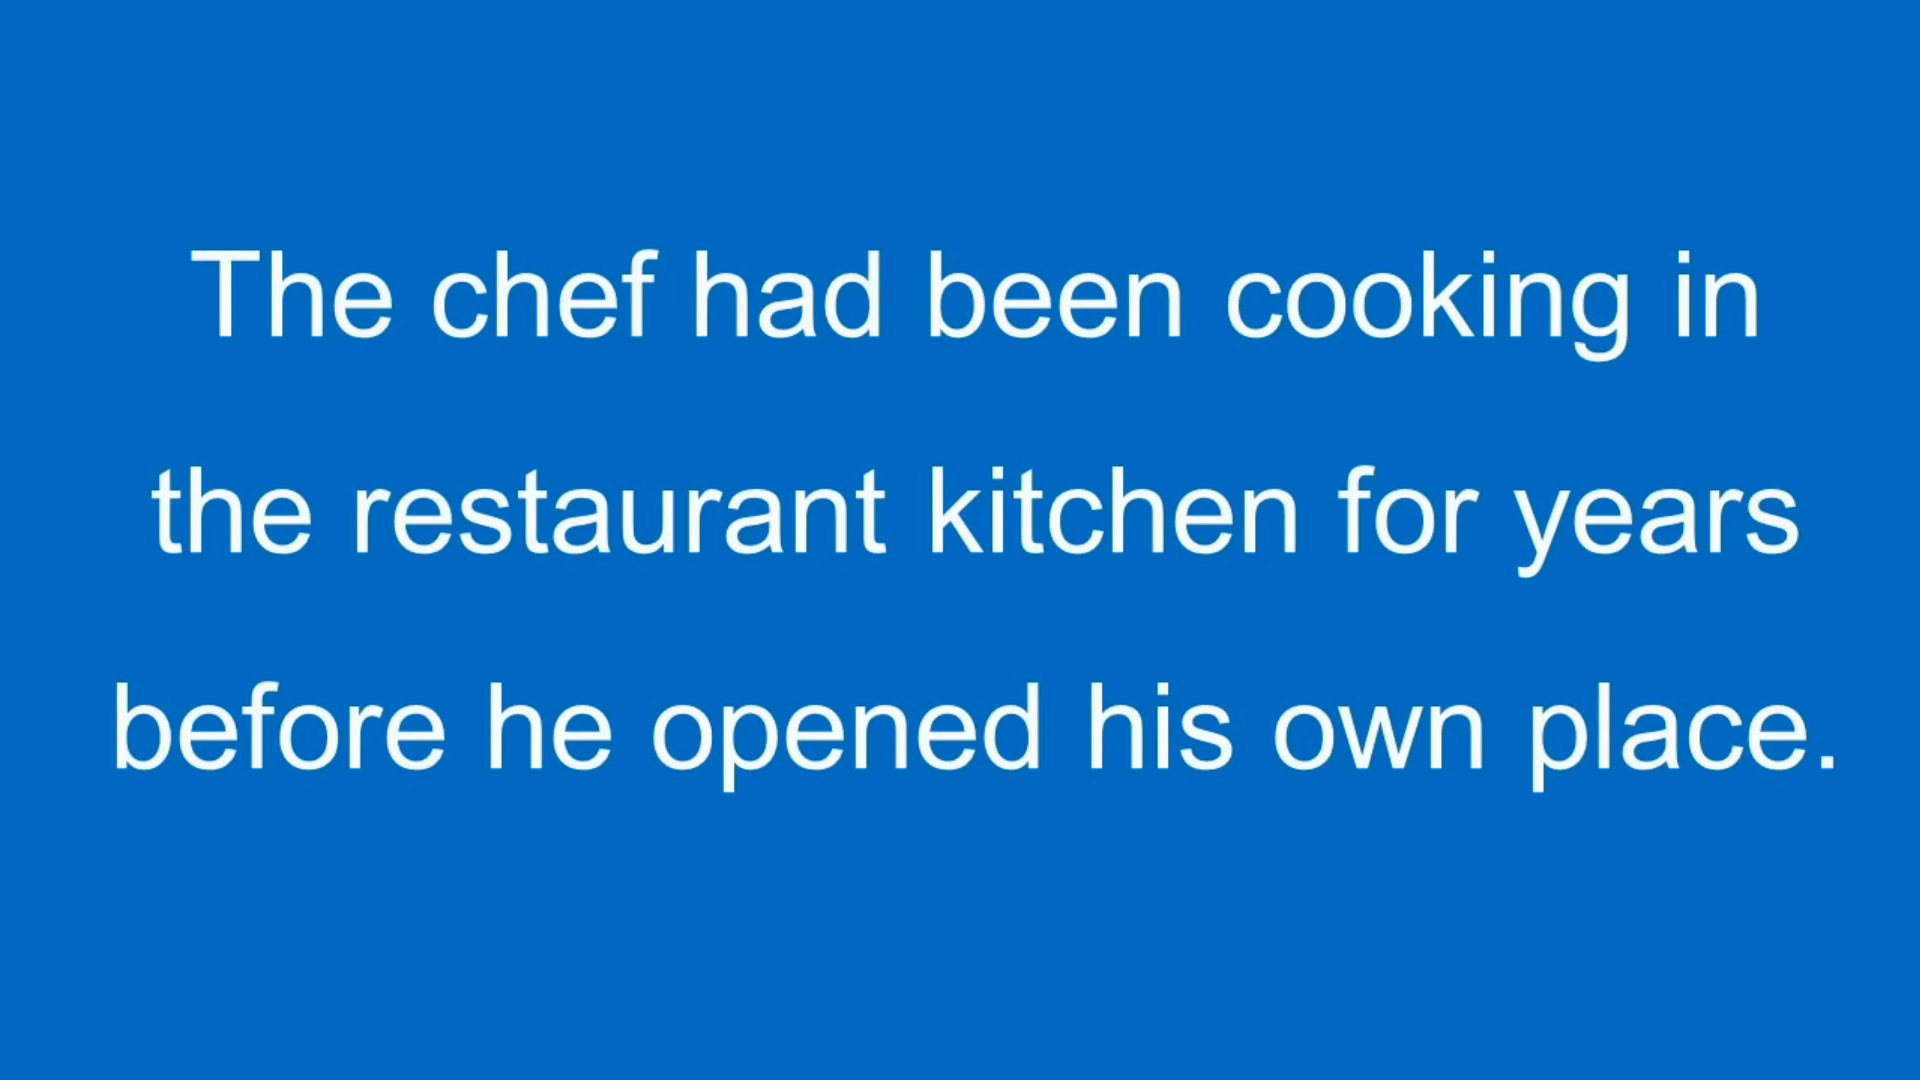 The chef had been cooking in
the restaurant kitchen for years
before he opened his own place.